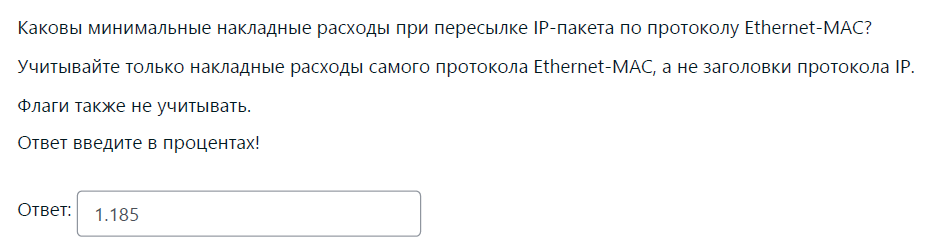 Каковы минимальные накладные расходы при пересылке IP-пакета по протоколу Ethernet-MAC?
Учитывайте только накладные расходы самого протокола Ethernet-MAC, а не заголовки протокола IP.
Флаги также не учитывать.
Ответ введите в процентах!
Ответ: 1.185